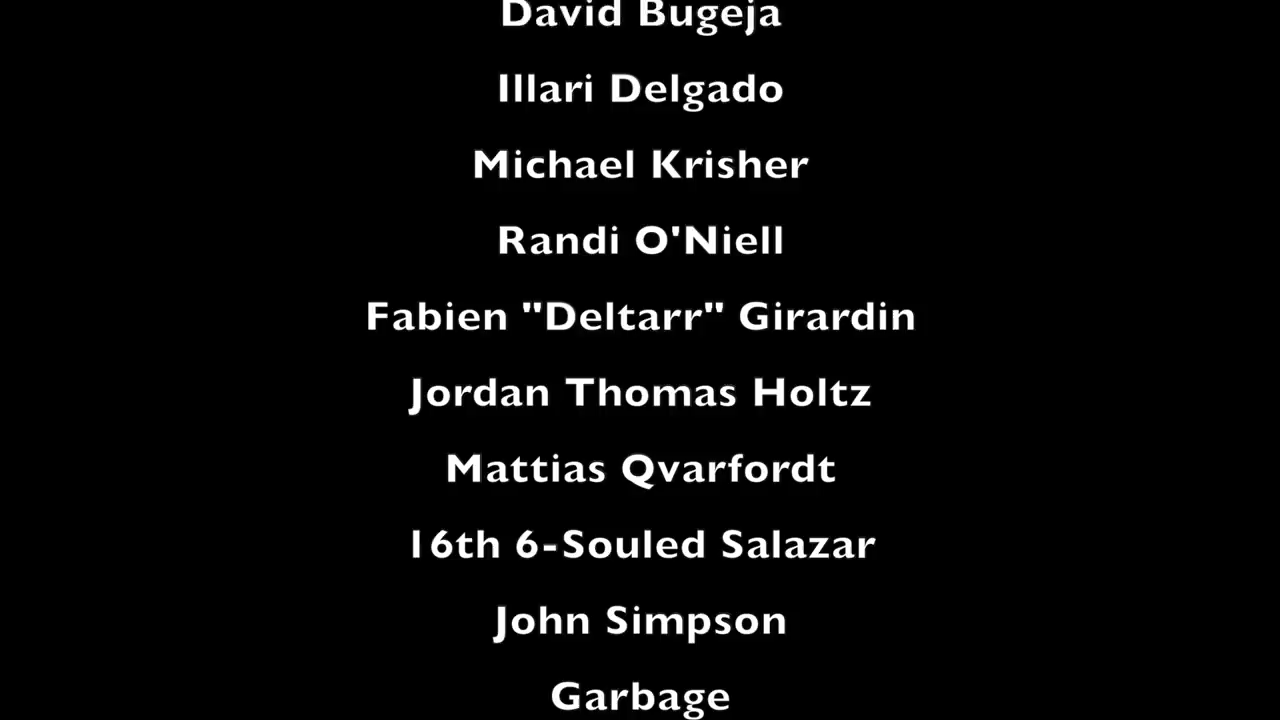 David Bugeja
Illari Delgado
Michael Krisher
Randi O'Niell
Fabien "Deltarr" Girardin
Jordan Thomas Holtz
Mattias Qvarfordt
16th 6-Souled Salazar
John Simpson
Garbage